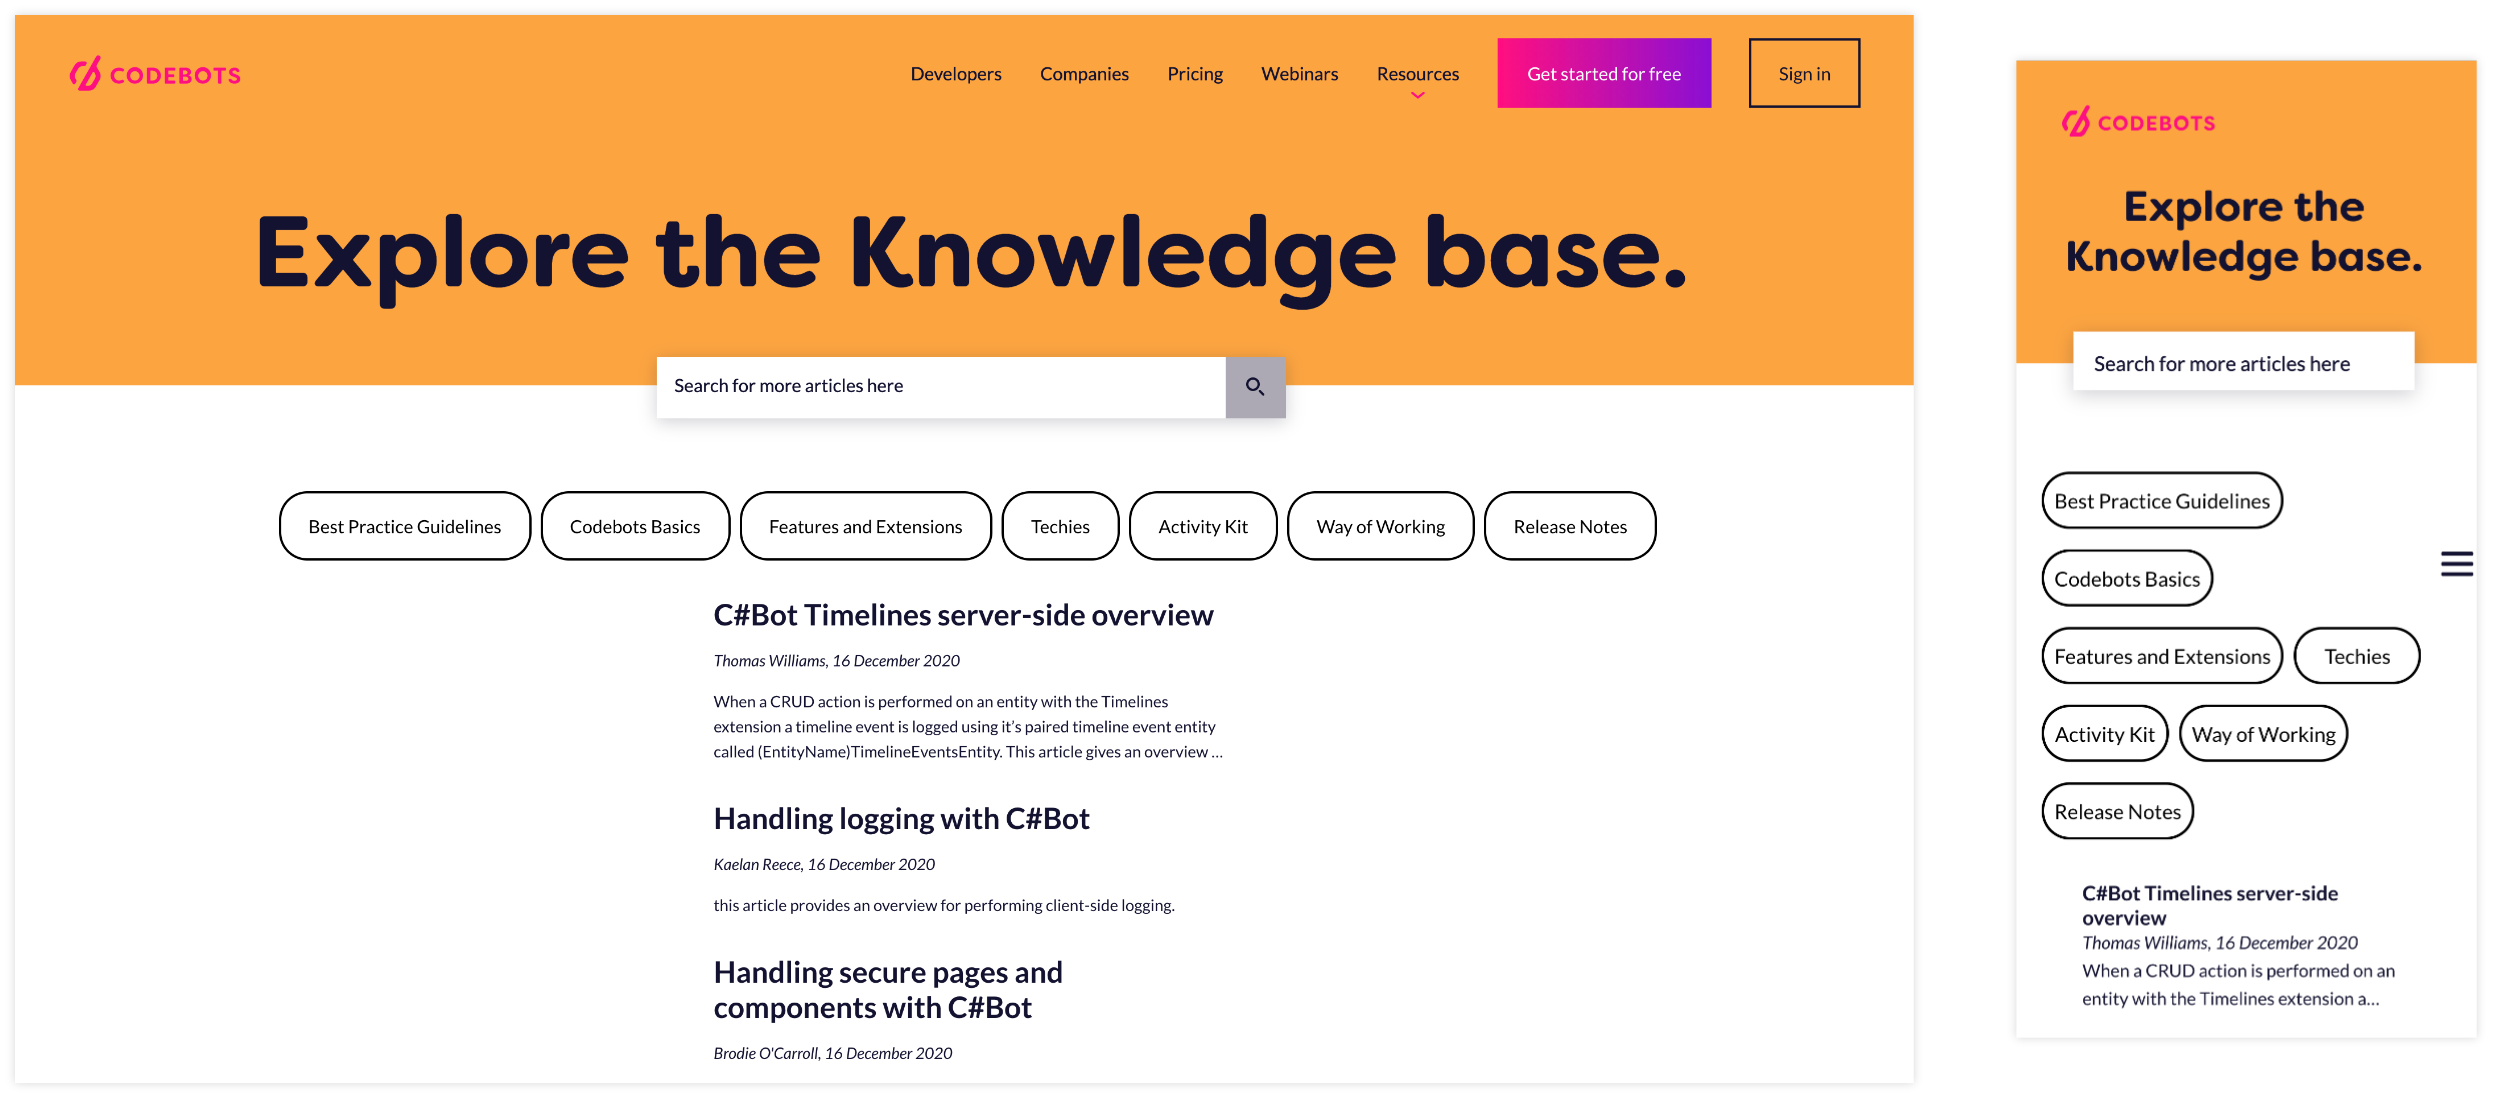 CODEBOTS
Developers
Companies
Pricing
Webinars
Resources
Get started for free
Sign in
Explore the Knowledge base.
Search for more articles here
Best Practice Guidelines
Codebots Basics
Features and Extensions
Techies
Activity Kit
Way of Working
Release Notes
C#Bot Timelines server-side overview
Thomas Williams, 16 December 2020
When a CRUD action is performed on an entity with the Timelines
extension a timeline event is logged using it’s paired timeline event entity
called (EntityName)TimelineEventsEntity. This article gives an overview ...
Handling logging with C#Bot
Kaelan Reece, 16 December 2020
this article provides an overview for performing client-side logging.
Handling secure pages and
components with C#Bot
Brodie O'Carroll, 16 December 2020
CODEBOTS
Explore the
Knowledge base.
Search for more articles here
Best Practice Guidelines
Codebots Basics
Features and Extensions
Techies
Activity Kit
Way of Working
Release Notes
C#Bot Timelines server-side
overview
Thomas Williams, 16 December 2020
When a CRUD action is performed on an
entity with the Timelines extension a...